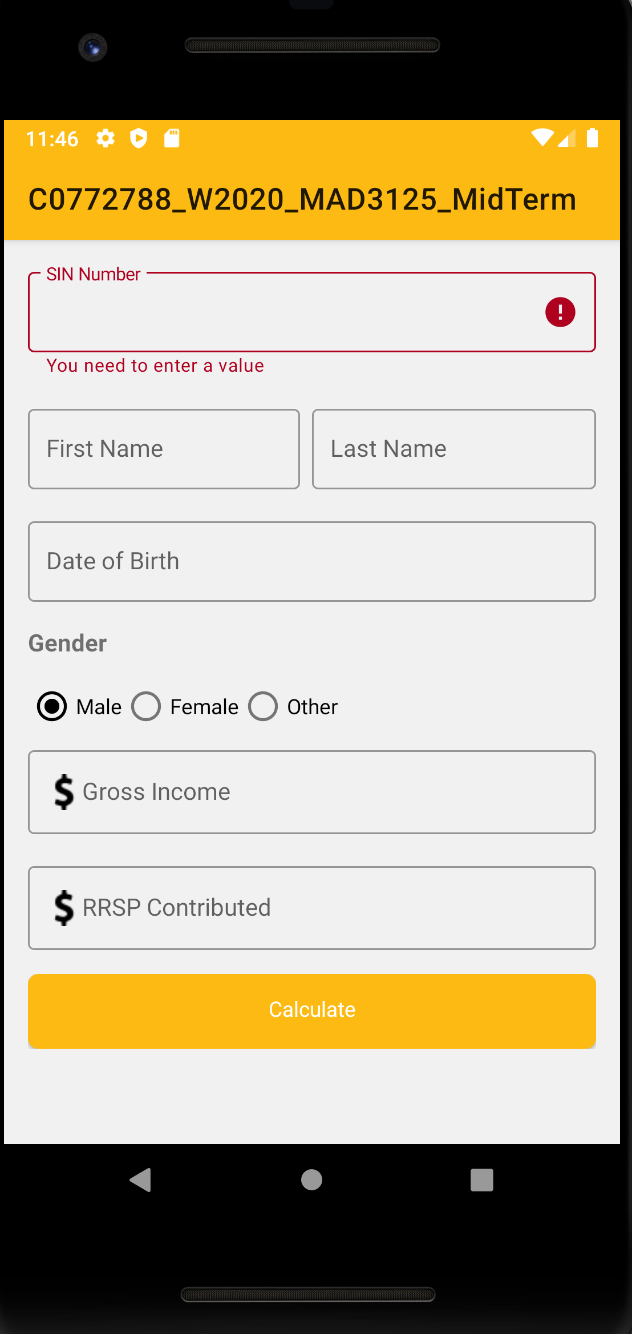 11:46
C0772788_W2020_MAD3125_MidTerm
SIN Number
You need to enter a value
First Name Last Name
Date of Birth
Gender
Male Female Other
$ Gross Income
$ RRSP Contributed
Calculate